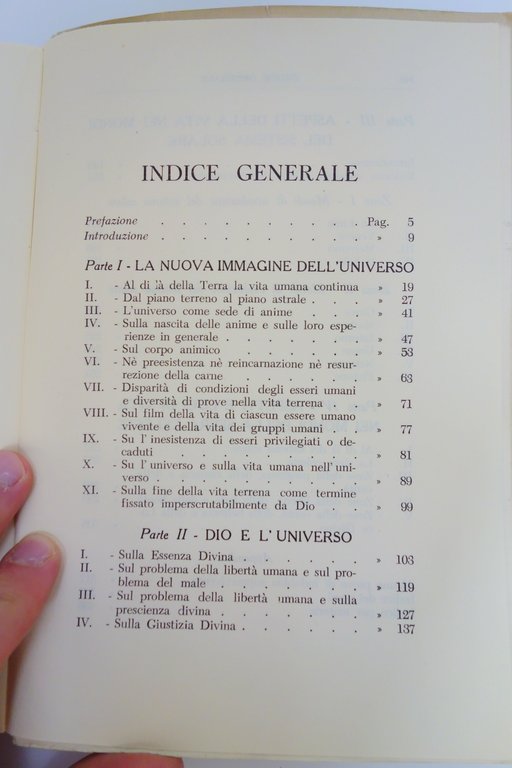 INDICE GENERALE
Prefazione . . . . . . . . . . Pag. 5
Introduzione . . . . . . . . . . » 9
Parte I - LA NUOVA IMMAGINE DELL'UNIVERSO
I. - Al di là della Terra la vita umana continua » 19
II. - Dal piano terreno al piano astrale . . . » 27
III. - L'universo come sede di anime . . . » 41
IV. - Sulla nascita delle anime e sulle loro espe-
rienze in generale . . . . . . . » 47
V. - Sul corpo animico . . . . . . » 53
VI. - Nè preesistenza nè reincarnazione nè resur-
rezione della carne . . . . . . » 63
VII. - Disparità di condizioni degli esseri umani
e diversità di prove nella vita terrena . » 71
VIII. - Sul film della vita di ciascun essere umano
vivente e della vita dei gruppi umani . » 77
IX. - Su l'inesistenza di esseri privilegiati o de-
caduti . . . . . . . . . » 81
X. - Su l'universo e sulla vita umana nell'uni-
verso . . . . . . . . . . » 89
XI. - Sulla fine della vita terrena come termine
fissato imperscrutabilmente da Dio . . » 99
Parte II - DIO E L'UNIVERSO
I. - Sulla Essenza Divina . . . . . . » 103
II. - Sul problema della libertà umana e sul pro-
blema del male . . . . . . . » 119
III. - Sul problema della libertà umana e sulla
prescienza divina . . . . . . . » 127
IV. - Sulla Giustizia Divina . . . . . . » 137